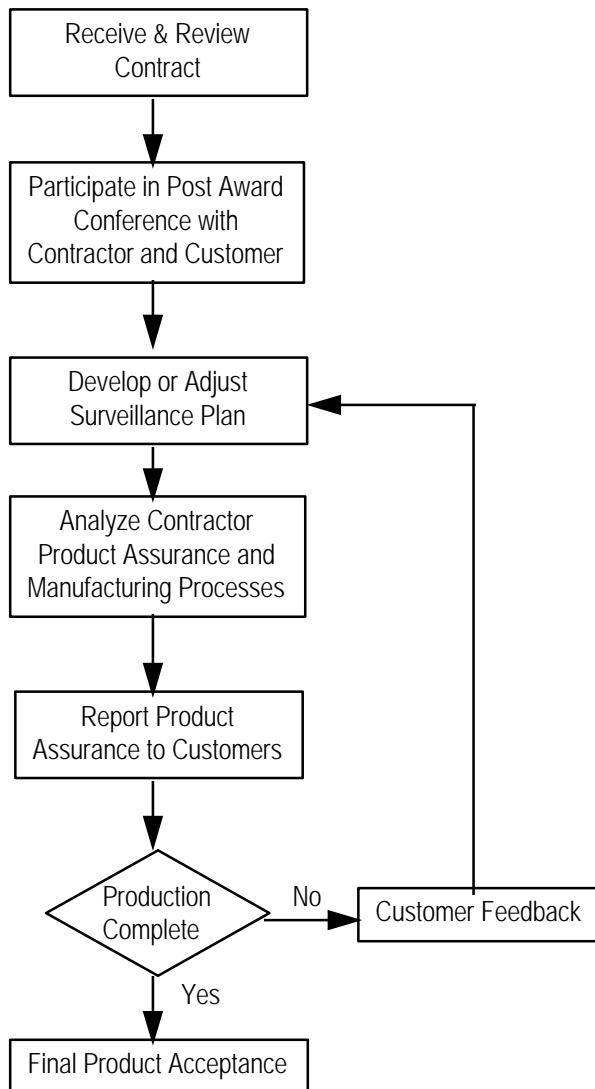 Receive & Review
Contract
Participate in Post Award
Conference with
Contractor and Customer
Develop or Adjust
Surveillance Plan
Analyze Contractor
Product Assurance and
Manufacturing Processes
Report Product
Assurance to Customers
Production
Complete
No
Customer Feedback
Yes
Final Product Acceptance